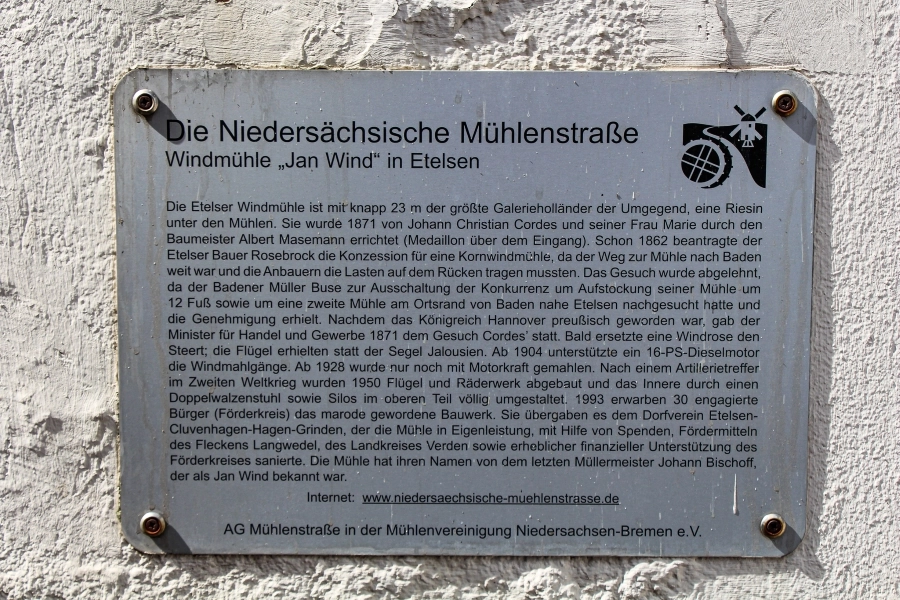 Die Niedersächsische Mühlenstraße
Windmühle „Jan Wind“ in Etelsen
Die Etelser Windmühle ist mit knapp 23 m der größte Galerieholländer der Umgegend, eine Riesin
unter den Mühlen. Sie wurde 1871 von Johann Christian Cordes und seiner Frau Marie durch den
Baumeister Albert Masemann errichtet (Medaillon über dem Eingang). Schon 1862 beantragte der
Etelser Bauer Rosebrock die Konzession für eine Kornwindmühle, da der Weg zur Mühle nach Baden
weit war und die Anbauern die Lasten auf dem Rücken tragen mussten. Das Gesuch wurde abgelehnt,
da der Badener Müller Buse zur Ausschaltung der Konkurrenz um Aufstockung seiner Mühle um
12 Fuß sowie um eine zweite Mühle am Ortsrand von Baden nahe Etelsen nachgesucht hatte und
die Genehmigung erhielt. Nachdem das Königreich Hannover preußisch geworden war, gab der
Minister für Handel und Gewerbe 1871 dem Gesuch Cordes’ statt. Bald ersetzte eine Windrose den
Steert; die Flügel erhielten statt der Segel Jalousien. Ab 1904 unterstützte ein 16-PS-Dieselmotor
die Windmahlgänge. Ab 1928 wurde nur noch mit Motorkraft gemahlen. Nach einem Artillerietreffer
im Zweiten Weltkrieg wurden 1950 Flügel und Räderwerk abgebaut und das Innere durch einen
Doppelwalzenstuhl sowie Silos im oberen Teil völlig umgestaltet. 1993 erwarben 30 engagierte
Bürger (Förderkreis) das marode gewordene Bauwerk. Sie übergaben es dem Dorfverein Etelsen-
Cluvenhagen-Hagen-Grinden, der die Mühle in Eigenleistung, mit Hilfe von Spenden, Fördermitteln
des Fleckens Langwedel, des Landkreises Verden sowie erheblicher finanzieller Unterstützung des
Förderkreises sanierte. Die Mühle hat ihren Namen von dem letzten Müllermeister Johann Bischoff,
der als Jan Wind bekannt war.
Internet: www.niedersaechsische-muehlenstrasse.de
AG Mühlenstraße in der Mühlenvereinigung Niedersachsen-Bremen e.V.